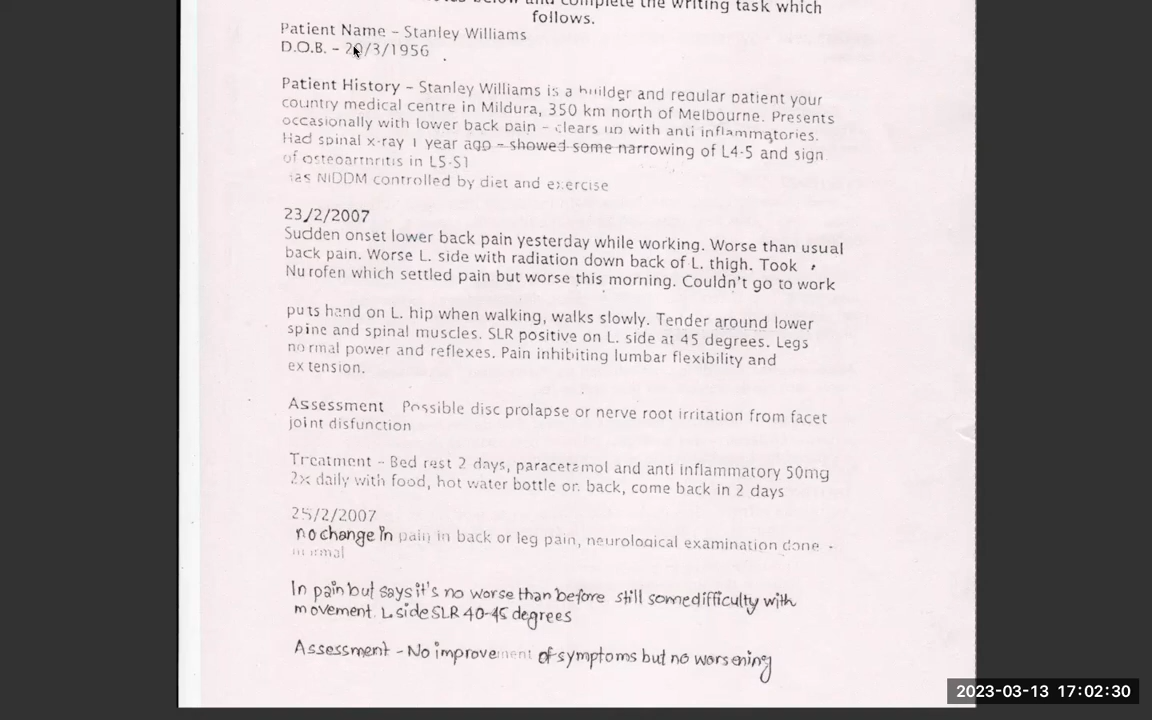 below and complete the writing task which
follows.
Patient Name – Stanley Williams
D.O.B. – 20/3/1956
Patient History – Stanley Williams is a builder and regular patient your
country medical centre in Mildura, 350 km north of Melbourne. Presents
occasionally with lower back pain – clears up with anti inflammatories.
Had spinal x-ray 1 year ago – showed some narrowing of L4-5 and sign
of osteoarthritis in L5-S1
has NIDDM controlled by diet and exercise
23/2/2007
Sudden onset lower back pain yesterday while working. Worse than usual
back pain. Worse L. side with radiation down back of L. thigh. Took
Nurofen which settled pain but worse this morning. Couldn't go to work
puts hand on L. hip when walking, walks slowly. Tender around lower
spine and spinal muscles. SLR positive on L. side at 45 degrees. Legs
normal power and reflexes. Pain inhibiting lumbar flexibility and
extension.
Assessment Possible disc prolapse or nerve root irritation from facet
joint disfunction
Treatment – Bed rest 2 days, paracetamol and anti inflammatory 50mg
2x daily with food, hot water bottle on back, come back in 2 days
25/2/2007
no change in pain in back or leg pain, neurological examination done -
normal
In pain but says it's no worse than before still some difficulty with
movement. L side SLR 40-45 degrees
Assessment - No improvement of symptoms but no worsening
2023-03-13 17:02:30